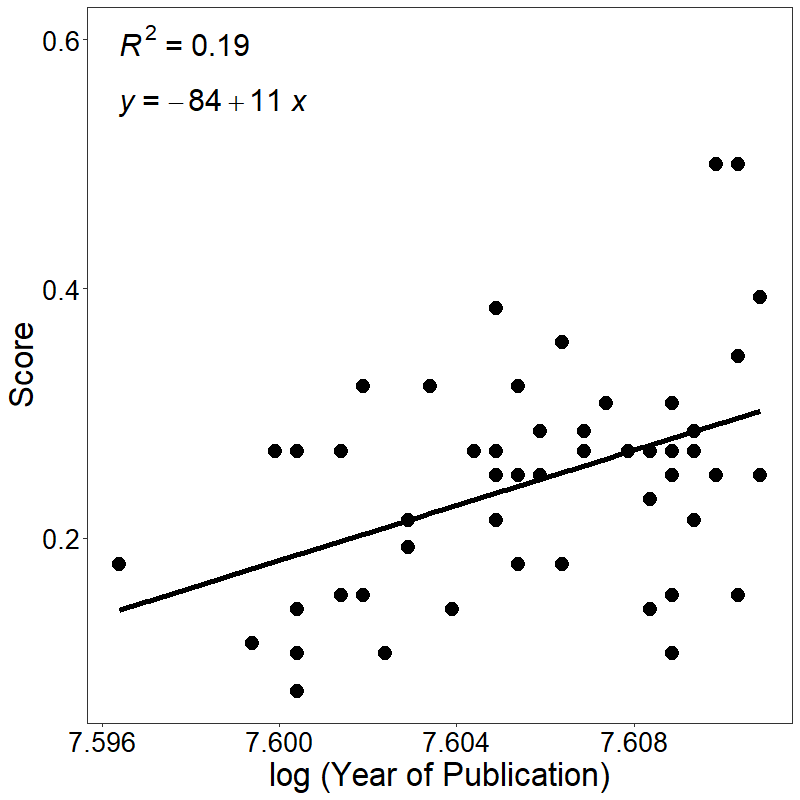 R² = 0.19
y = −84 + 11 x
0.6
0.4
0.2
Score
7.596 7.600 7.604 7.608
log (Year of Publication)